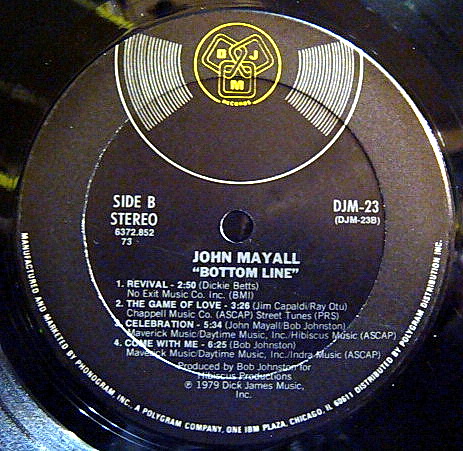 D J M
RECORDS
SIDE B
STEREO
6372.852
73
DJM-23
(DJM-23B)
JOHN MAYALL
“BOTTOM LINE”
1. REVIVAL - 2:50 (Dickie Betts)
No Exit Music Co. Inc. (BMI)
2. THE GAME OF LOVE - 3:26 (Jim Capaldi/Ray Otu)
Chappell Music Co. (ASCAP) Street Tunes (PRS)
3. CELEBRATION - 5:34 (John Mayall/Bob Johnston)
Maverick Music/Daytime Music, Inc./Hibiscus Music (ASCAP)
4. COME WITH ME - 6:25 (Bob Johnston)
Maverick Music/Daytime Music, Inc./Indra Music (ASCAP)
Produced by Bob Johnston for
Hibiscus Productions
℗ 1979 Dick James Music,
Inc.
MANUFACTURED AND MARKETED BY PHONOGRAM, INC., A POLYGRAM COMPANY, ONE IBM PLAZA, CHICAGO, IL 60611 DISTRIBUTED BY POLYGRAM DISTRIBUTION INC.